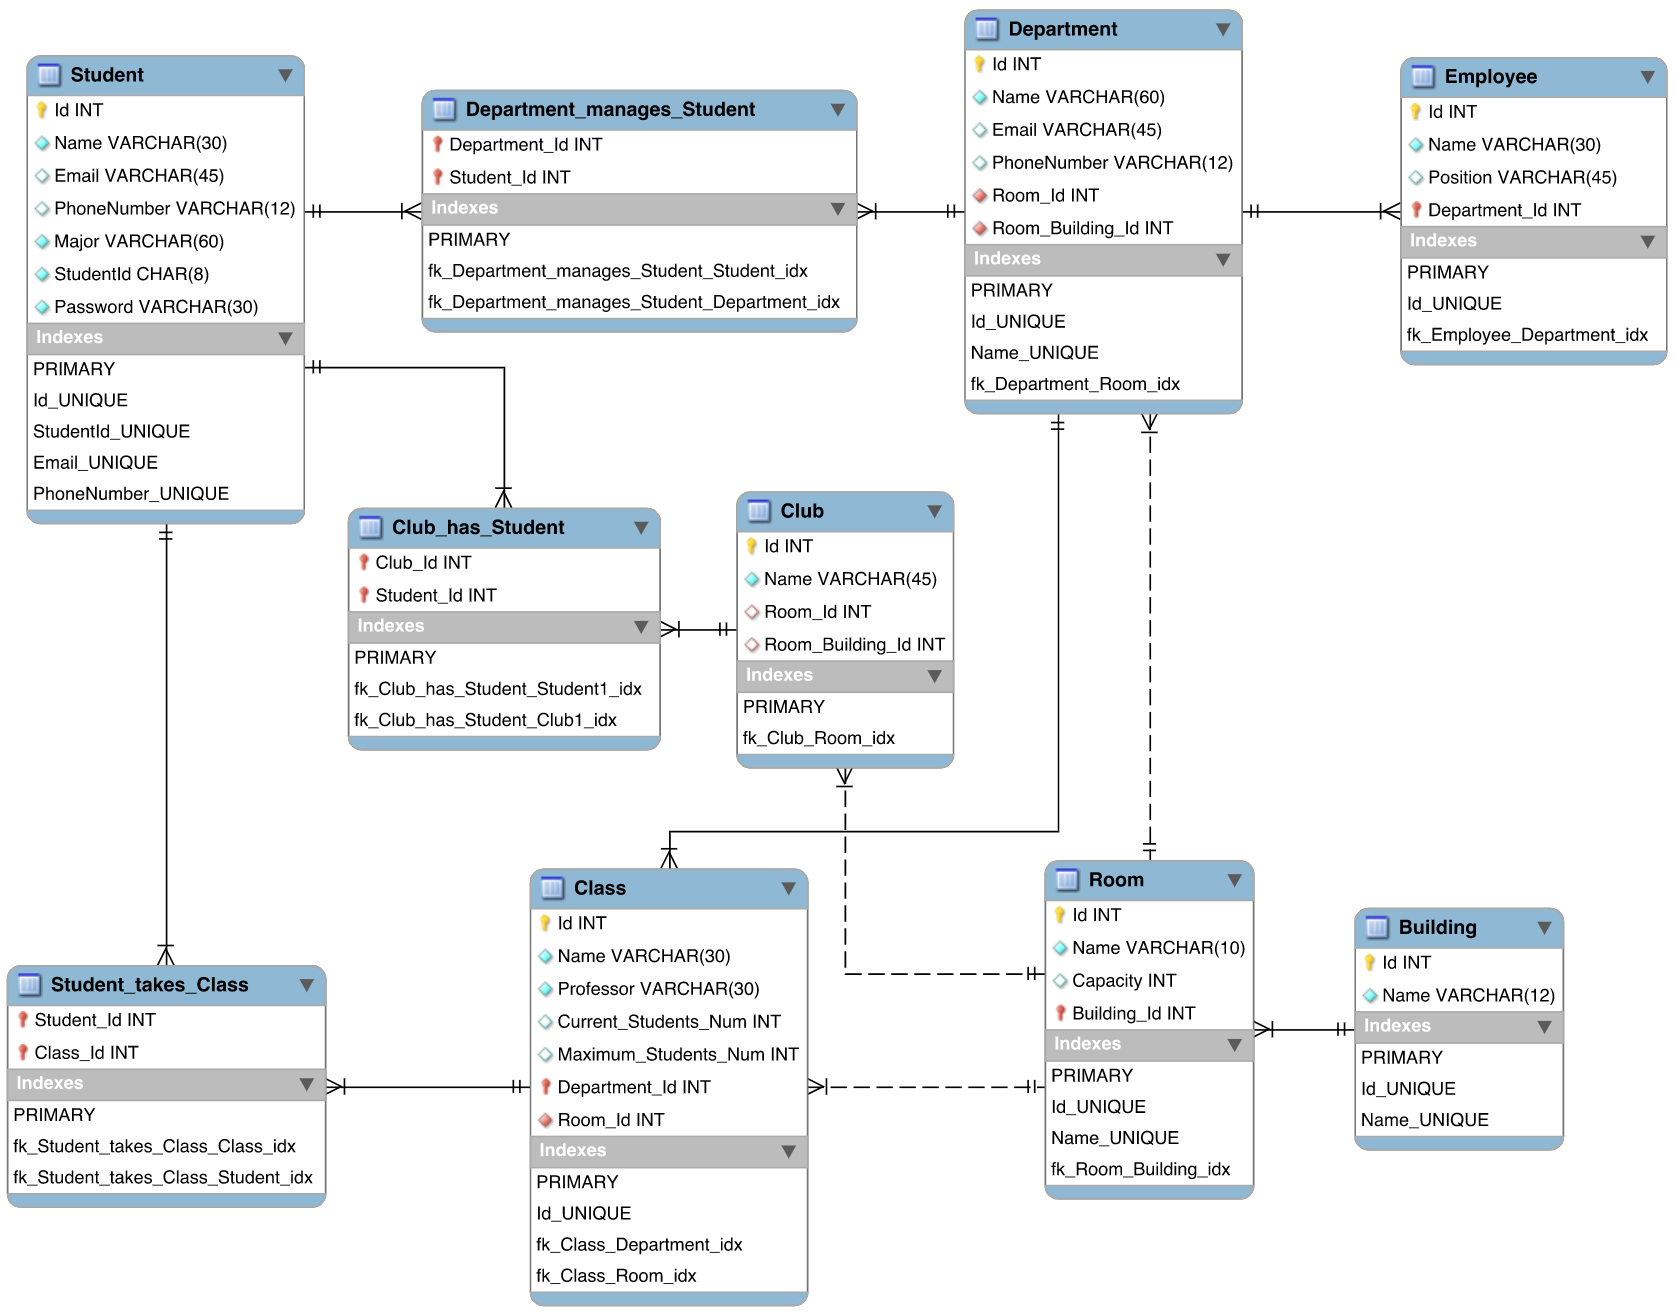 Student
Id INT
Name VARCHAR(30)
Email VARCHAR(45)
PhoneNumber VARCHAR(12)
Major VARCHAR(60)
StudentId CHAR(8)
Password VARCHAR(30)
Indexes
PRIMARY
Id_UNIQUE
StudentId_UNIQUE
Email_UNIQUE
PhoneNumber_UNIQUE
Department_manages_Student
Department_Id INT
Student_Id INT
Indexes
PRIMARY
fk_Department_manages_Student_Student_idx
fk_Department_manages_Student_Department_idx
Department
Id INT
Name VARCHAR(60)
Email VARCHAR(45)
PhoneNumber VARCHAR(12)
Room_Id INT
Room_Building_Id INT
Indexes
PRIMARY
Id_UNIQUE
Name_UNIQUE
fk_Department_Room_idx
Employee
Id INT
Name VARCHAR(30)
Position VARCHAR(45)
Department_Id INT
Indexes
PRIMARY
Id_UNIQUE
fk_Employee_Department_idx
Club_has_Student
Club_Id INT
Student_Id INT
Indexes
PRIMARY
fk_Club_has_Student_Student1_idx
fk_Club_has_Student_Club1_idx
Club
Id INT
Name VARCHAR(45)
Room_Id INT
Room_Building_Id INT
Indexes
PRIMARY
fk_Club_Room_idx
Student_takes_Class
Student_Id INT
Class_Id INT
Indexes
PRIMARY
fk_Student_takes_Class_Class_idx
fk_Student_takes_Class_Student_idx
Class
Id INT
Name VARCHAR(30)
Professor VARCHAR(30)
Current_Students_Num INT
Maximum_Students_Num INT
Department_Id INT
Room_Id INT
Indexes
PRIMARY
Id_UNIQUE
fk_Class_Department_idx
fk_Class_Room_idx
Room
Id INT
Name VARCHAR(10)
Capacity INT
Building_Id INT
Indexes
PRIMARY
Id_UNIQUE
Name_UNIQUE
fk_Room_Building_idx
Building
Id INT
Name VARCHAR(12)
Indexes
PRIMARY
Id_UNIQUE
Name_UNIQUE